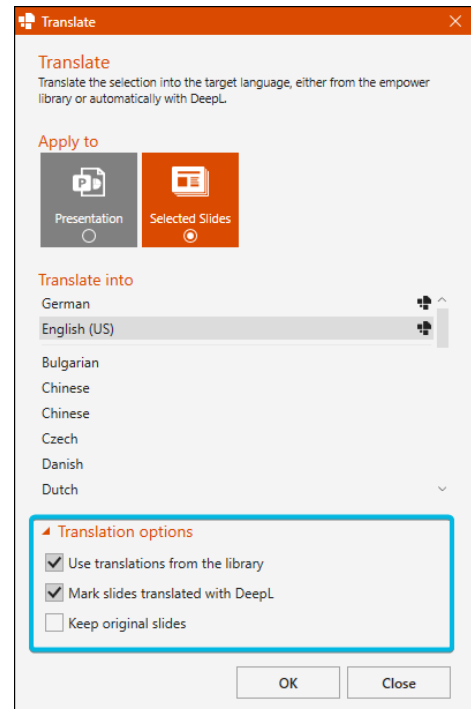 Translate
Translate
Translate the selection into the target language, either from the empower
library or automatically with DeepL.
Apply to
Presentation
Selected Slides
Translate into
German
English (US)
Bulgarian
Chinese
Chinese
Czech
Danish
Dutch
Translation options
Use translations from the library
Mark slides translated with DeepL
Keep original slides
OK
Close